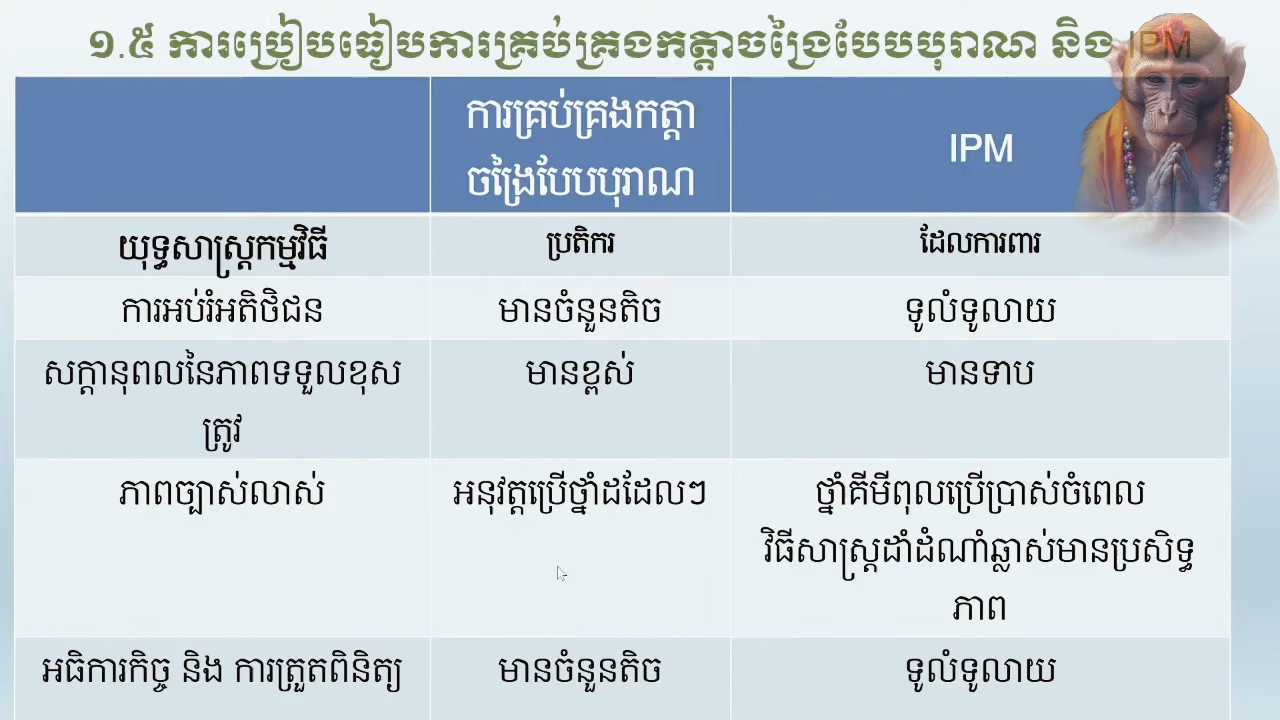 ១.៥ ការប្រៀបធៀបការគ្រប់គ្រងកត្តាចង្រៃបែបបុរាណ និង IPM
ការគ្រប់គ្រងកត្តា
ចង្រៃបែបបុរាណ
IPM
យុទ្ធសាស្ត្រកម្មវិធី
ប្រតិករ
ដែលការពារ
ការអប់រំអតិថិជន
មានចំនួនតិច
ទូលំទូលាយ
សក្តានុពលនៃភាពទទួលខុស
ត្រូវ
មានខ្ពស់
មានទាប
ភាពច្បាស់លាស់
អនុវត្តប្រើថ្នាំដដែលៗ
ថ្នាំគីមីពុលប្រើប្រាស់ចំពេល
វិធីសាស្ត្រដាំដំណាំឆ្លាស់មានប្រសិទ្ធ
ភាព
អធិការកិច្ច និង ការត្រួតពិនិត្យ
មានចំនួនតិច
ទូលំទូលាយ